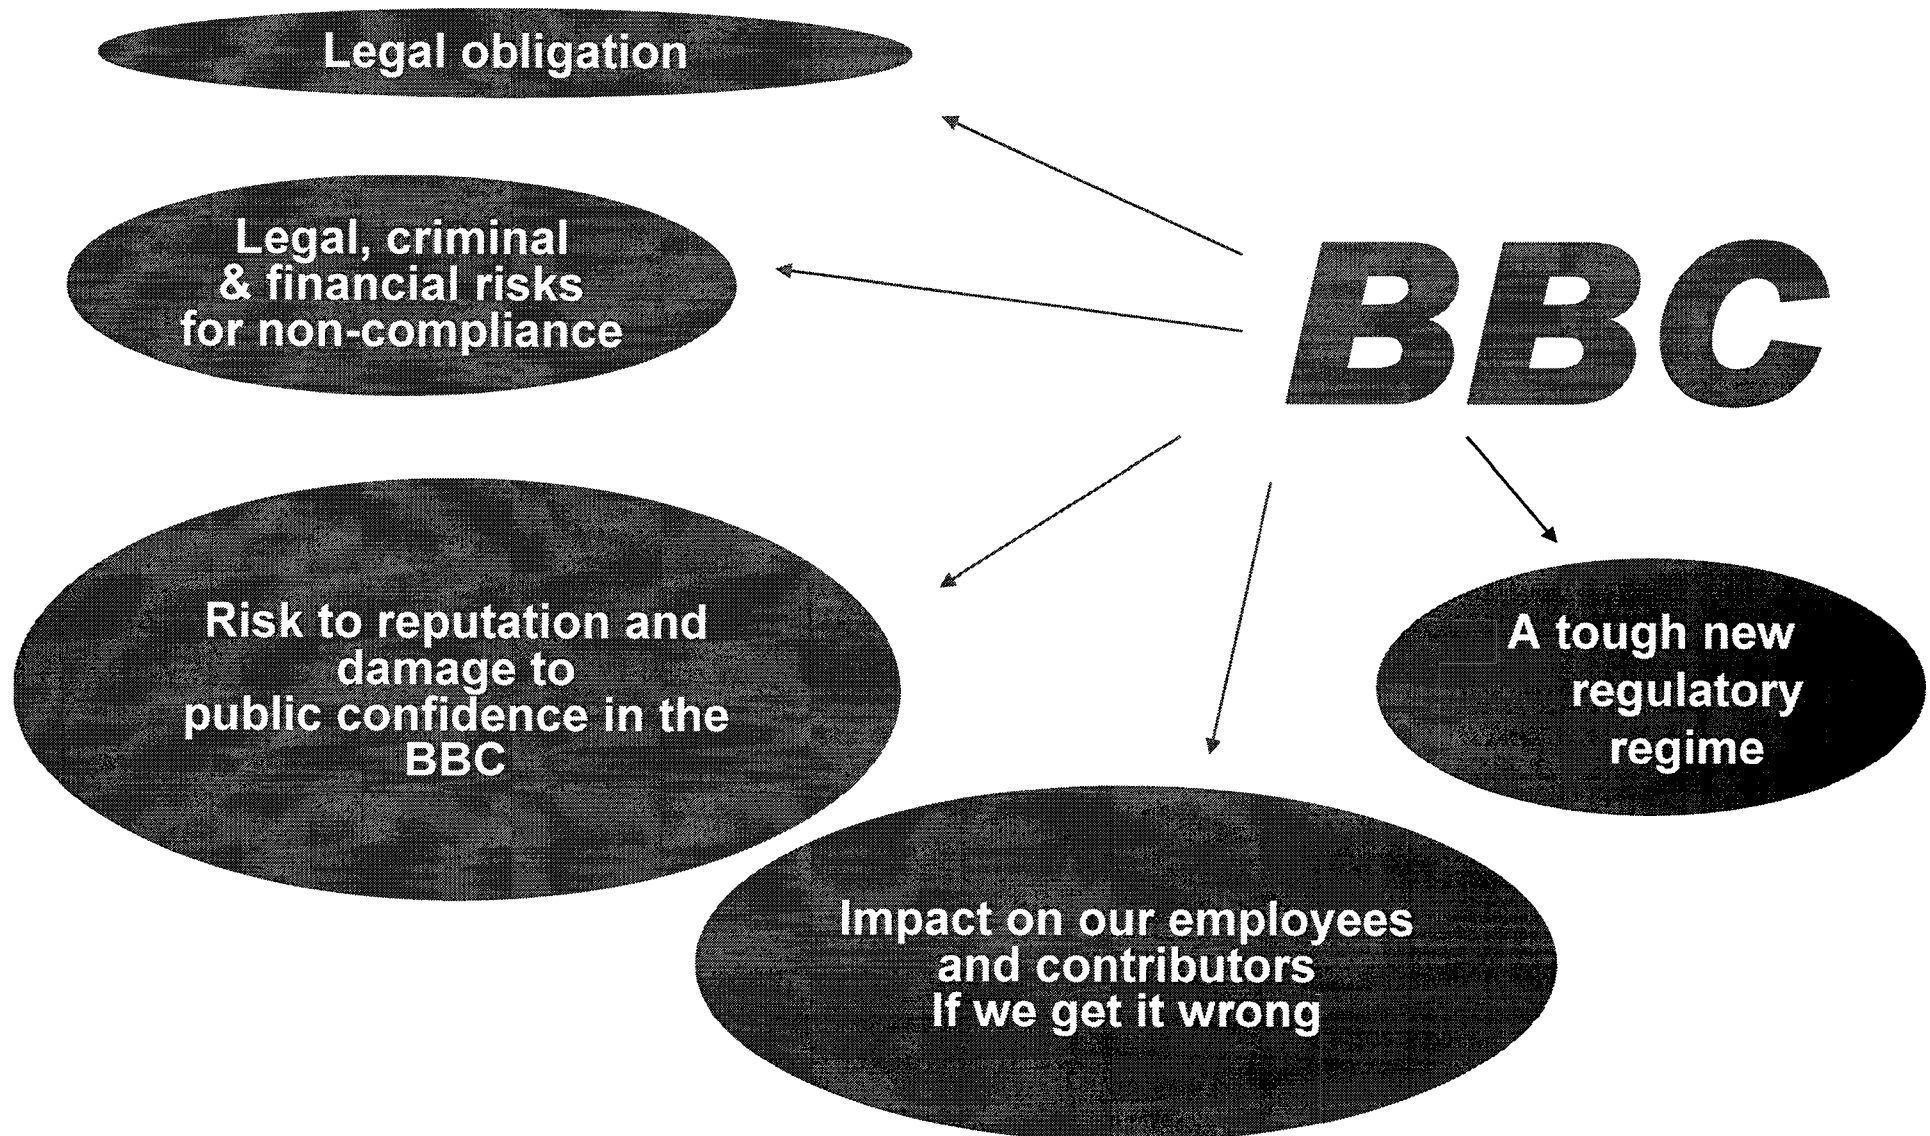 Legal obligation
Legal, criminal
& financial risks
for non-compliance
BBC
Risk to reputation and
damage to
public confidence in the
BBC
A tough new
regulatory
regime
Impact on our employees
and contributors
If we get it wrong